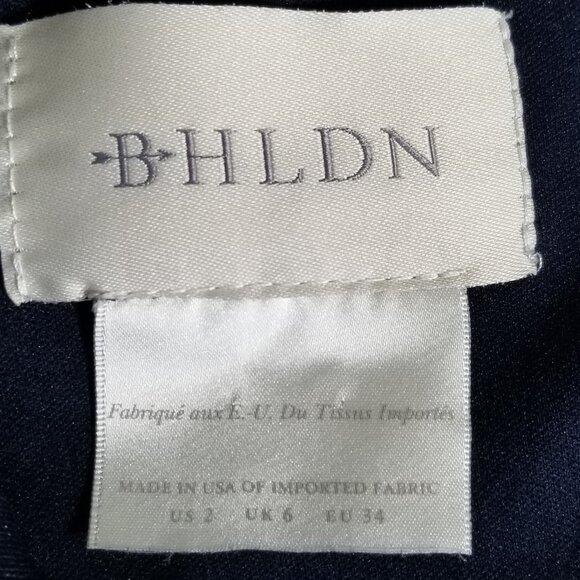 BHLDN
Fabriqué aux É.-U. Du Tissus Importés
MADE IN USA OF IMPORTED FABRIC
US 2 UK 6 EU 34